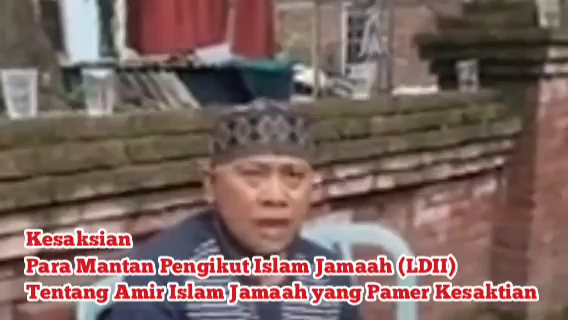 Kesaksian
Para Mantan Pengikut Islam Jamaah (LDII)
Tentang Amir Islam Jamaah yang Pamer Kesaktian